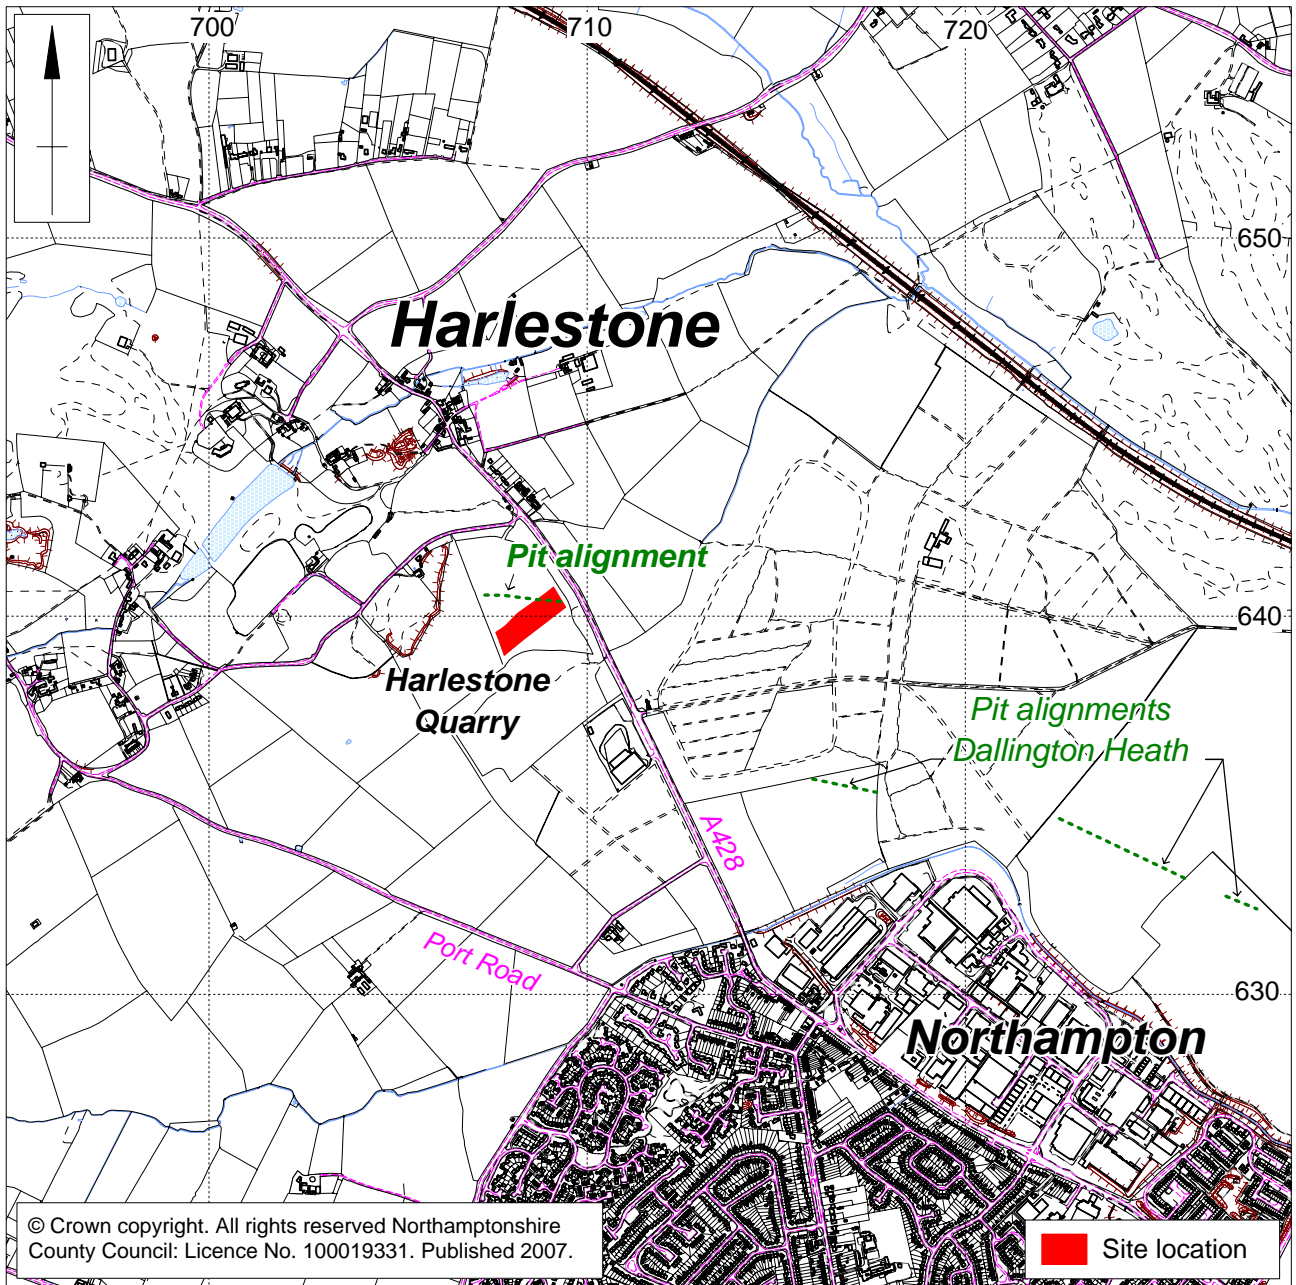 700
710
720
650
Harlestone
Pit alignment
640
Harlestone
Quarry
Pit alignments
Dallington Heath
A428
Port Road
630
Northampton
© Crown copyright. All rights reserved Northamptonshire
County Council: Licence No. 100019331. Published 2007.
Site location